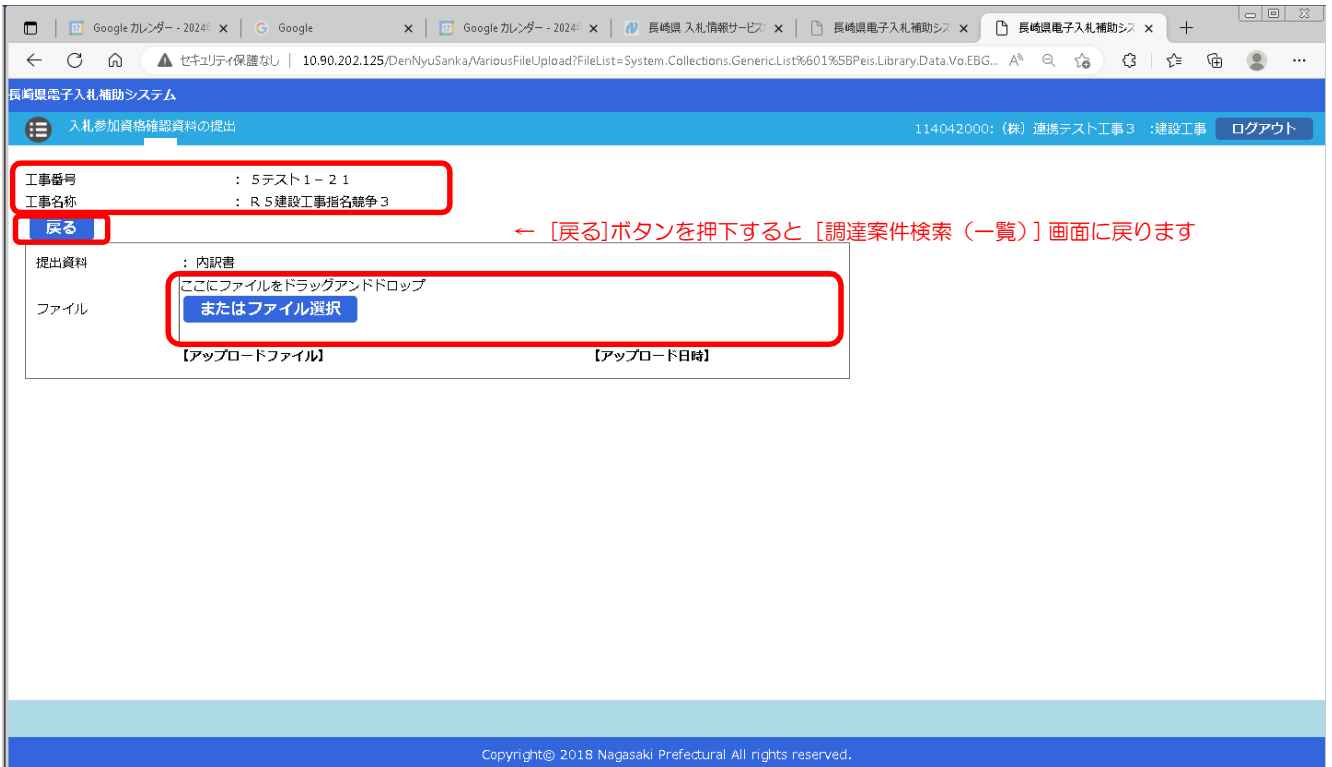 Google カレンダー - 2024年
Google
Google カレンダー - 2024年
長崎県 入札情報サービス
長崎県電子入札補助シス
長崎県電子入札補助シス
セキュリティ保護なし | 10.90.202.125/DenNyuSanka/VariousFileUpload?FileList=System.Collections.Generic.List%601%5BPeis.Library.Data.Vo.EBG...
長崎県電子入札補助システム
入札参加資格確認資料の提出
114042000:（株）連携テスト工事３ :建設工事
ログアウト
工事番号 : ５テスト１－２１
工事名称 : Ｒ５建設工事指名競争３
戻る
← [戻る]ボタンを押下すると［調達案件検索（一覧）］画面に戻ります
提出資料 : 内訳書
ここにファイルをドラッグアンドドロップ
ファイル
またはファイル選択
【アップロードファイル】 【アップロード日時】
Copyright© 2018 Nagasaki Prefectural All rights reserved.